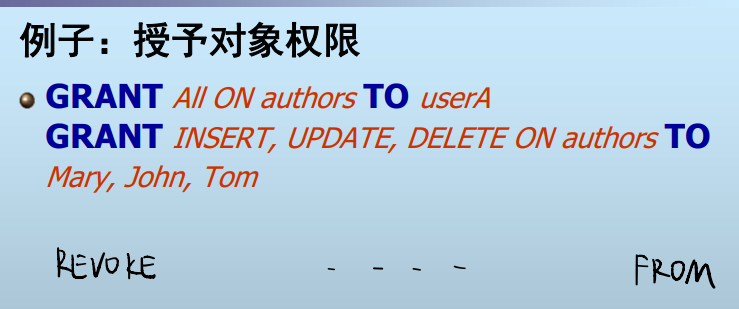 例子：授予对象权限
GRANT All ON authors TO userA
GRANT INSERT, UPDATE, DELETE ON authors TO
Mary, John, Tom
REVOKE - - - - FROM